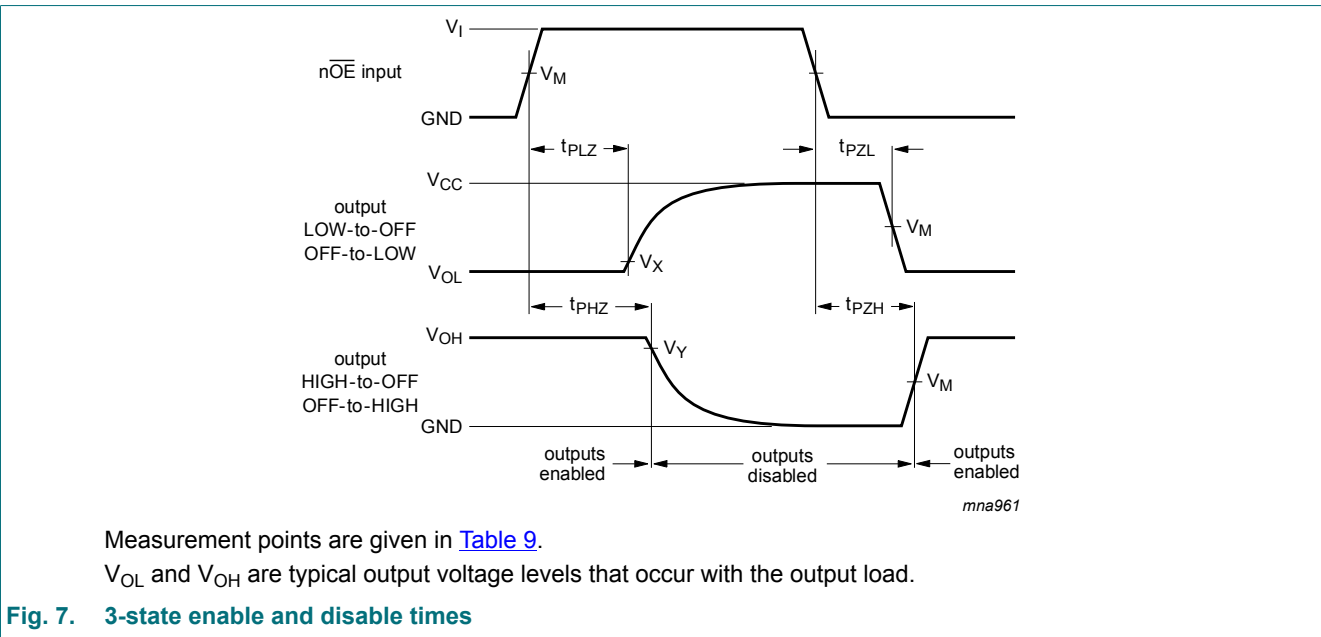 V_I
nO̅E̅ input
V_M
GND
t_PLZ
t_PZL
V_CC
output
LOW-to-OFF
OFF-to-LOW
V_M
V_X
V_OL
t_PHZ
t_PZH
V_OH
V_Y
output
HIGH-to-OFF
OFF-to-HIGH
V_M
GND
outputs
enabled
outputs
disabled
outputs
enabled
mna961
Measurement points are given in Table 9.
V_OL and V_OH are typical output voltage levels that occur with the output load.
Fig. 7. 3-state enable and disable times